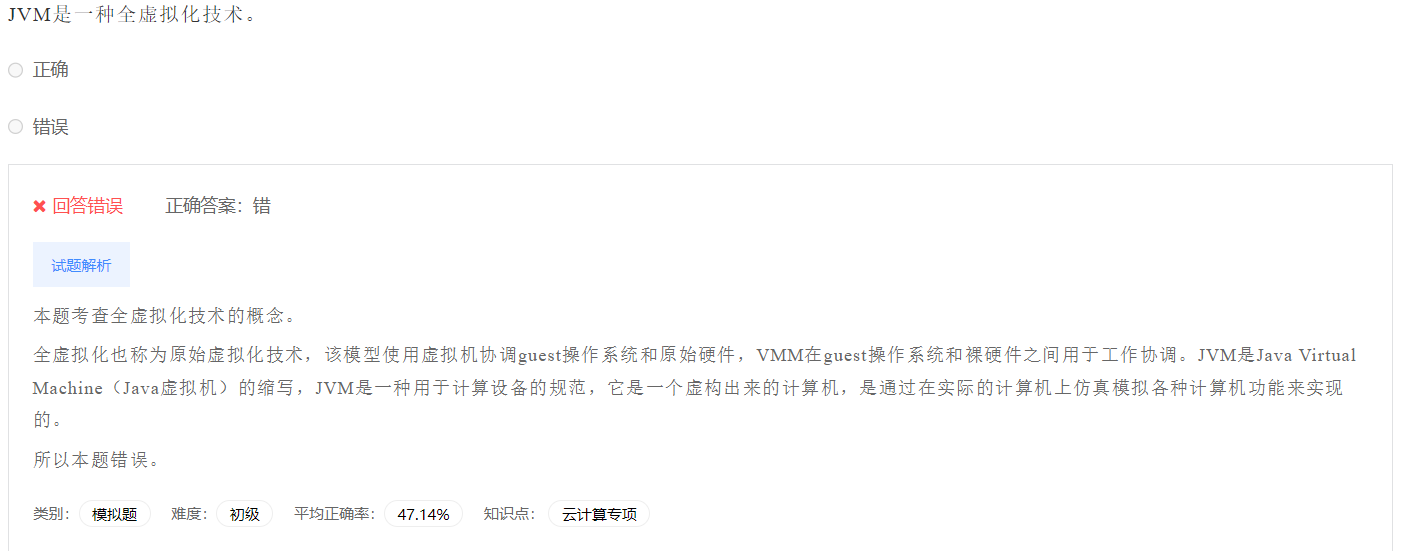 JVM是一种全虚拟化技术。
正确
错误
回答错误 正确答案：错
试题解析
本题考查全虚拟化技术的概念。
全虚拟化也称为原始虚拟化技术，该模型使用虚拟机协调guest操作系统和原始硬件，VMM在guest操作系统和裸硬件之间用于工作协调。JVM是Java Virtual
Machine（Java虚拟机）的缩写，JVM是一种用于计算设备的规范，它是一个虚构出来的计算机，是通过在实际的计算机上仿真模拟各种计算机功能来实现
的。
所以本题错误。
类别： 模拟题 难度： 初级 平均正确率： 47.14% 知识点： 云计算专项